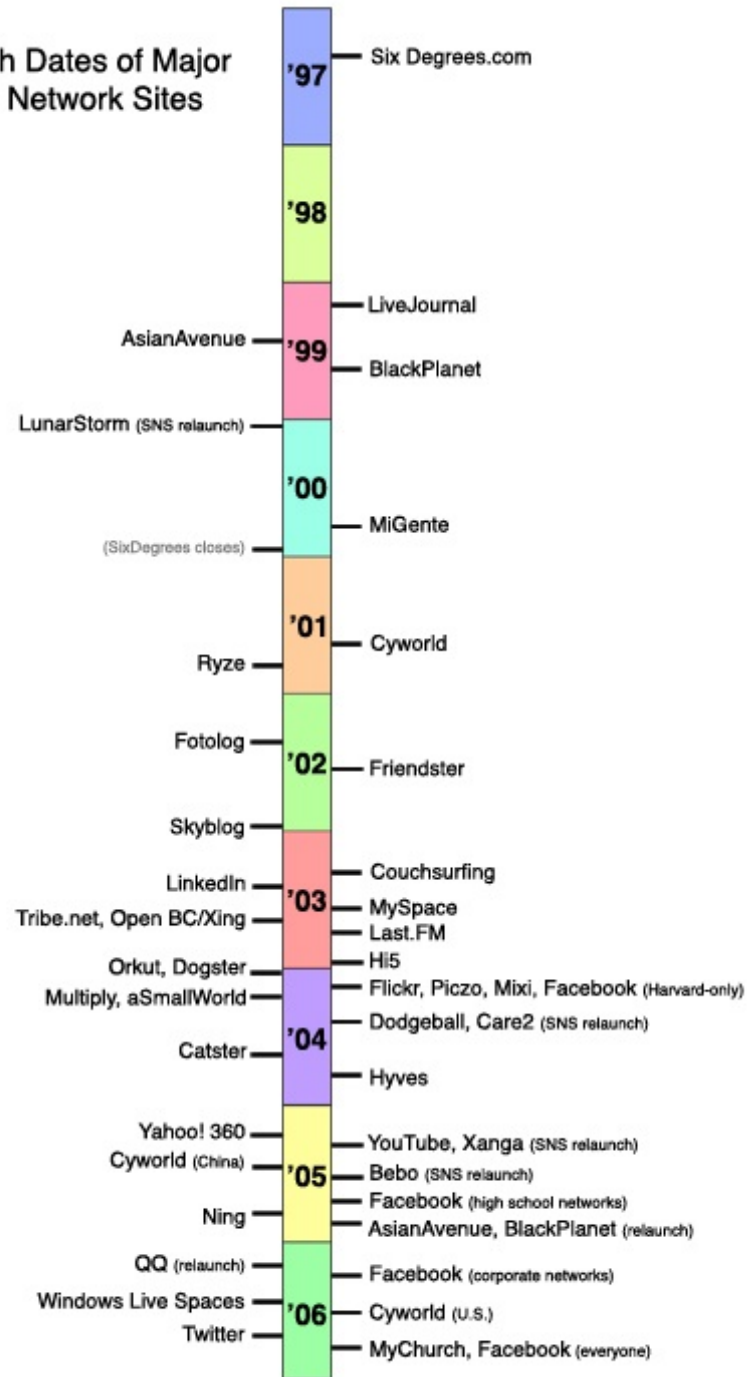 h Dates of Major
Network Sites
'97
Six Degrees.com
'98
LiveJournal
AsianAvenue
'99
BlackPlanet
LunarStorm (SNS relaunch)
'00
MiGente
(SixDegrees closes)
'01
Cyworld
Ryze
Fotolog
'02
Friendster
Skyblog
Couchsurfing
LinkedIn
'03
MySpace
Tribe.net, Open BC/Xing
Last.FM
Hi5
Orkut, Dogster
Flickr, Piczo, Mixi, Facebook (Harvard-only)
Multiply, aSmallWorld
Dodgeball, Care2 (SNS relaunch)
'04
Catster
Hyves
Yahoo! 360
YouTube, Xanga (SNS relaunch)
Cyworld (China)
Bebo (SNS relaunch)
'05
Facebook (high school networks)
Ning
AsianAvenue, BlackPlanet (relaunch)
QQ (relaunch)
Facebook (corporate networks)
Windows Live Spaces
'06
Cyworld (U.S.)
Twitter
MyChurch, Facebook (everyone)